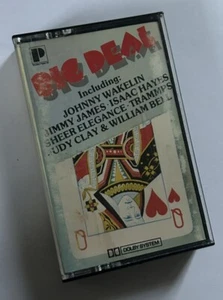 P
BIG DEAL
Including:
JOHNNY WAKELIN
JIMMY JAMES · ISAAC HAYES
SHEER ELEGANCE · TRAMMPS
JUDY CLAY & WILLIAM BELL
DOLBY SYSTEM